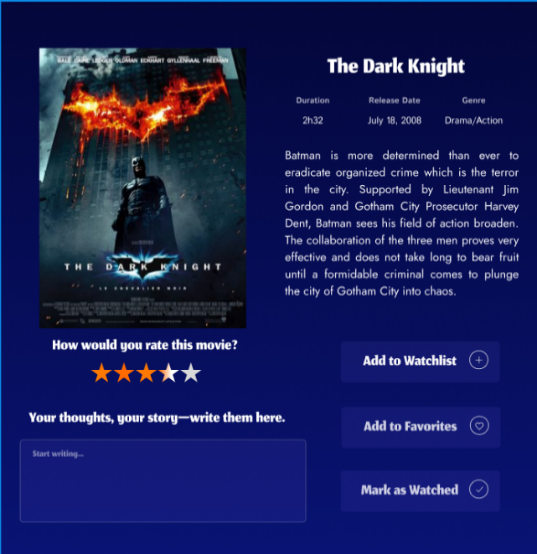 BALE CAINE LEDGER OLDMAN ECKHART GYLLENHAAL FREEMAN
THE DARK KNIGHT
LE CHEVALIER NOIR
How would you rate this movie?
Your thoughts, your story—write them here.
Start writing...
The Dark Knight
Duration Release Date Genre
2h32 July 18, 2008 Drama/Action
Batman is more determined than ever to
eradicate organized crime which is the terror
in the city. Supported by Lieutenant Jim
Gordon and Gotham City Prosecutor Harvey
Dent, Batman sees his field of action broaden.
The collaboration of the three men proves very
effective and does not take long to bear fruit
until a formidable criminal comes to plunge
the city of Gotham City into chaos.
Add to Watchlist
Add to Favorites
Mark as Watched